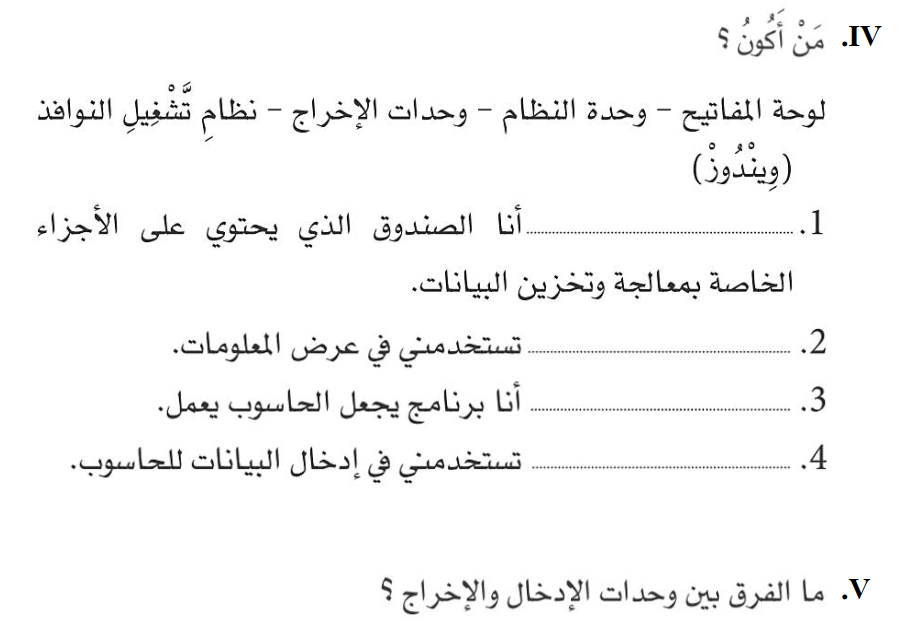 IV. مَنْ أَكُونُ ؟
لوحة المفاتيح - وحدة النظام - وحدات الإخراج - نظامِ تَّشْغِيلِ النوافذ
(وِينْدُوزْ)
1. ........................ أنا الصندوق الذي يحتوي على الأجزاء
الخاصة بمعالجة وتخزين البيانات.
2. ........................ تستخدمني في عرض المعلومات.
3. ........................ أنا برنامج يجعل الحاسوب يعمل.
4. ........................ تستخدمني في إدخال البيانات للحاسوب.
V. ما الفرق بين وحدات الإدخال والإخراج ؟